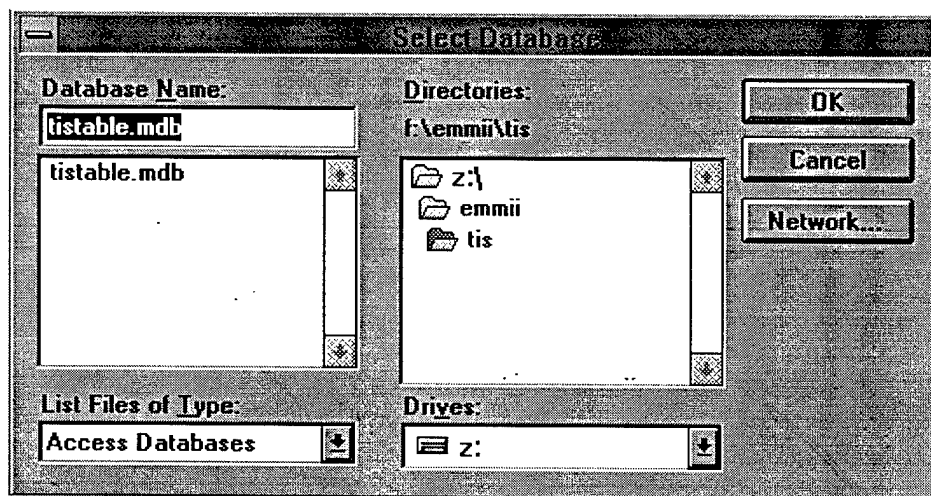 Select Database
Database Name:
tistable.mdb
tistable.mdb
List Files of Type:
Access Databases
Directories:
f:\emmii\tis
z:\
emmii
tis
Drives:
z:
OK
Cancel
Network...